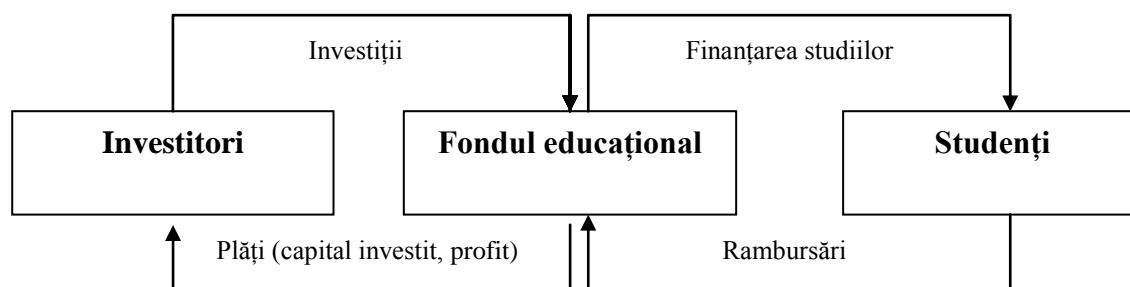 Investiții
Finanțarea studiilor
Investitori
Fondul educațional
Studenți
Plăți (capital investit, profit)
Rambursări